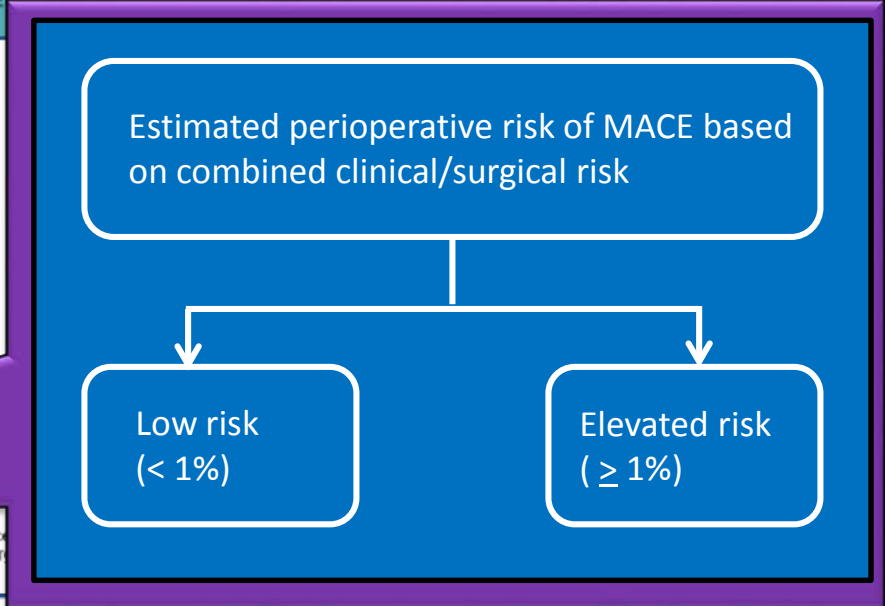 Estimated perioperative risk of MACE based
on combined clinical/surgical risk
Low risk
(< 1%)
Elevated risk
( ≥ 1%)